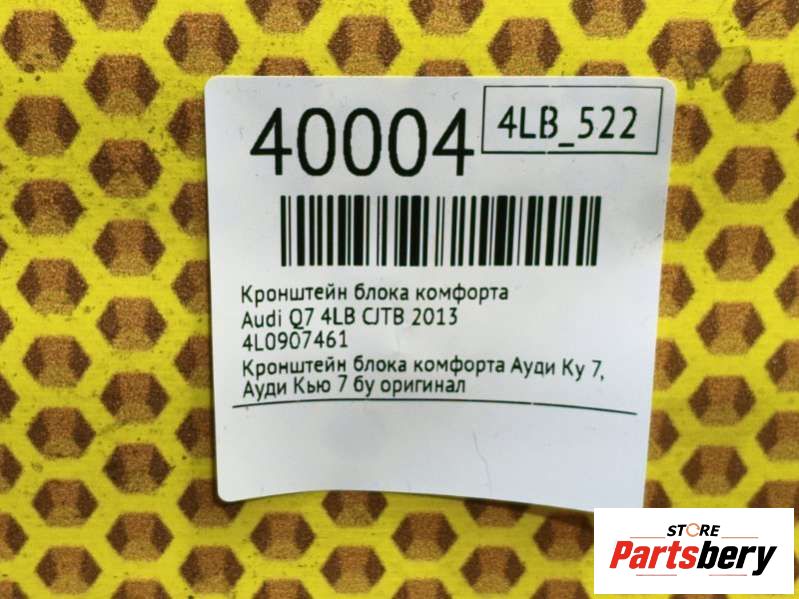 40004
4LB_522
Кронштейн блока комфорта
Audi Q7 4LB CJTB 2013
4L0907461
Кронштейн блока комфорта Ауди Ку 7,
Ауди Кью 7 бу оригинал
STORE
Partsbery